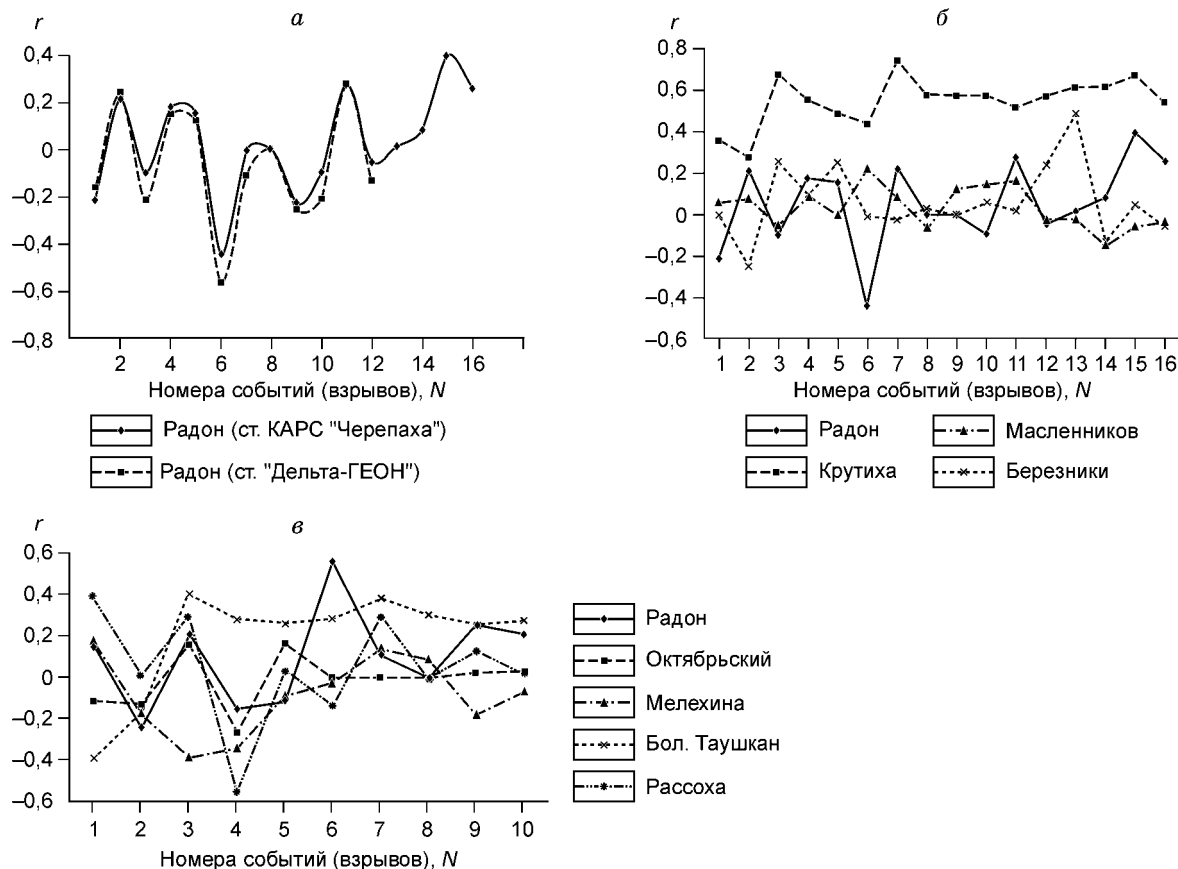 а
r
0,4
0,2
0
–0,2
–0,4
–0,6
–0,8
2 4 6 8 10 12 14 16
Номера событий (взрывов), N
Радон (ст. КАРС "Черепаха")
Радон (ст. "Дельта-ГЕОН")
б
r
0,8
0,6
0,4
0,2
0
–0,2
–0,4
–0,6
1 2 3 4 5 6 7 8 9 10 11 12 13 14 15 16
Номера событий (взрывов), N
Радон
Масленников
Крутиха
Березники
в
r
0,6
0,4
0,2
0
–0,2
–0,4
–0,6
1 2 3 4 5 6 7 8 9 10
Номера событий (взрывов), N
Радон
Октябрьский
Мелехина
Бол. Таушкан
Рассоха